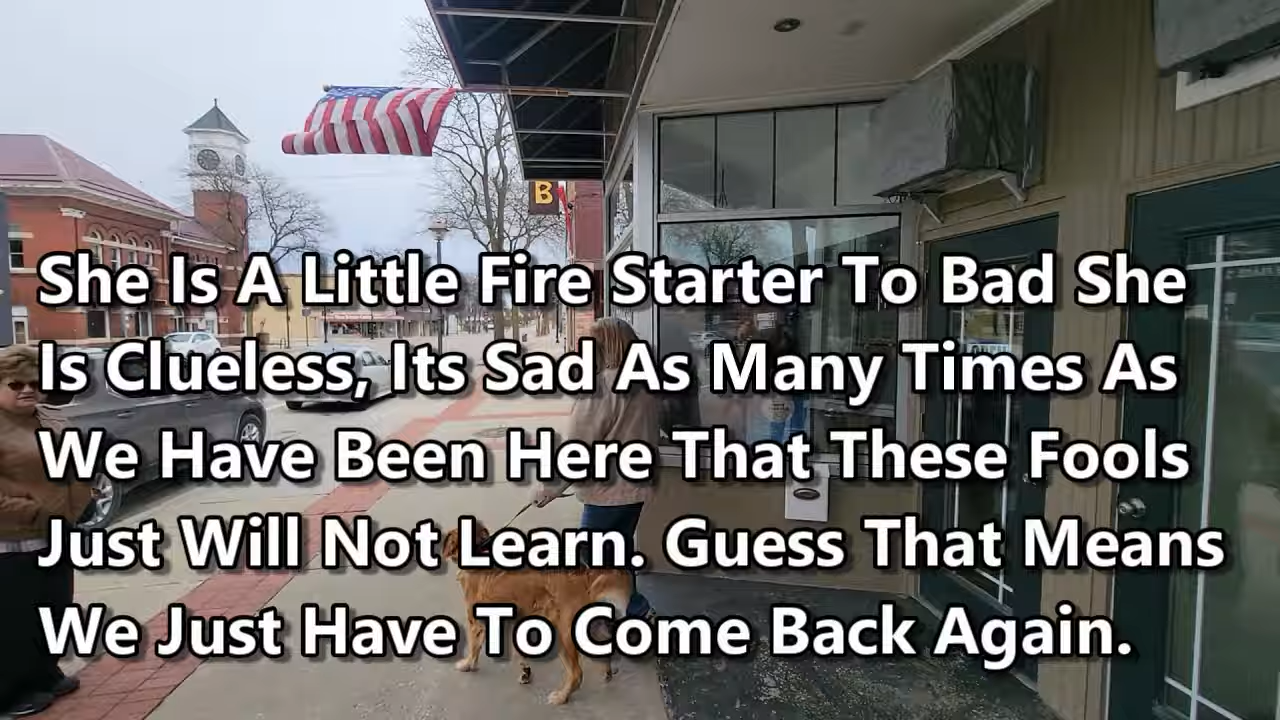 B
She Is A Little Fire Starter To Bad She
Is Clueless, Its Sad As Many Times As
We Have Been Here That These Fools
Just Will Not Learn. Guess That Means
We Just Have To Come Back Again.